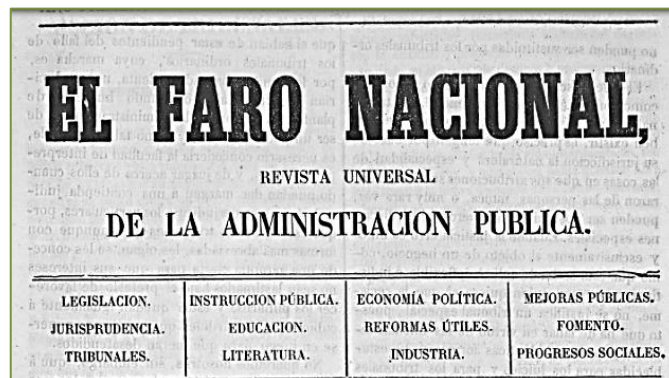 EL FARO NACIONAL,
REVISTA UNIVERSAL
DE LA ADMINISTRACION PUBLICA.
LEGISLACION.
JURISPRUDENCIA.
TRIBUNALES.
INSTRUCCION PÚBLICA.
EDUCACION.
LITERATURA.
ECONOMÍA POLÍTICA.
REFORMAS ÚTILES.
INDUSTRIA.
MEJORAS PÚBLICAS.
FOMENTO.
PROGRESOS SOCIALES.